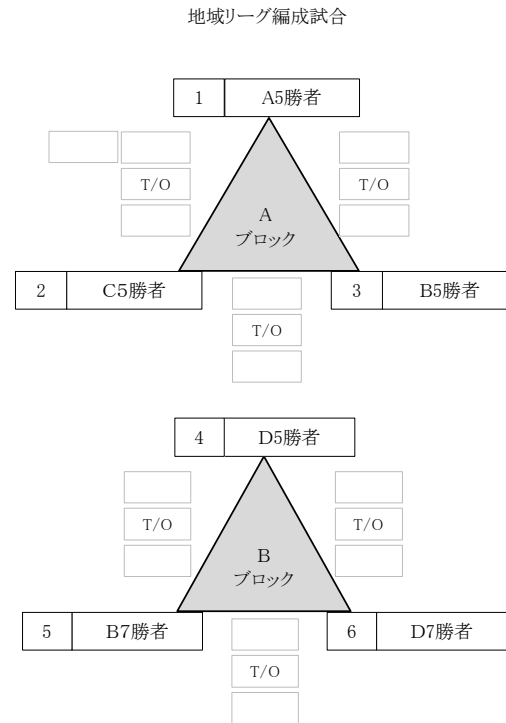 地域リーグ編成試合
1 A5勝者
T/O T/O
A
ブロック
2 C5勝者 3 B5勝者
T/O
4 D5勝者
T/O T/O
B
ブロック
5 B7勝者 6 D7勝者
T/O